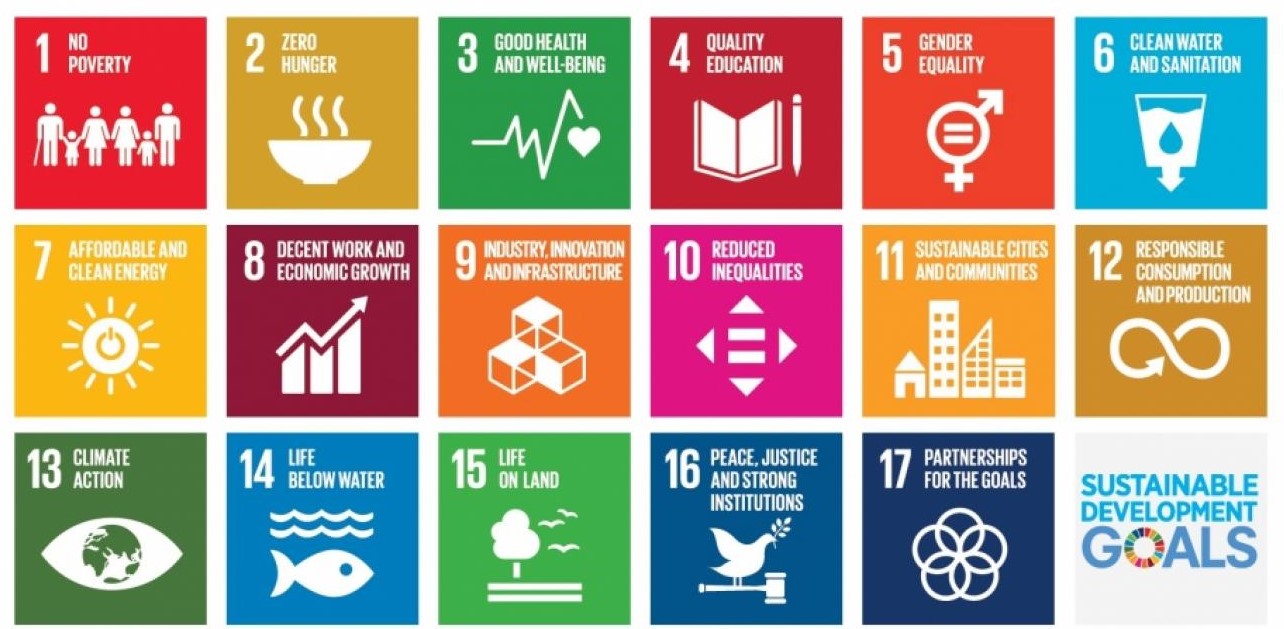 1 NO
POVERTY
2 ZERO
HUNGER
3 GOOD HEALTH
AND WELL-BEING
4 QUALITY
EDUCATION
5 GENDER
EQUALITY
6 CLEAN WATER
AND SANITATION
7 AFFORDABLE AND
CLEAN ENERGY
8 DECENT WORK AND
ECONOMIC GROWTH
9 INDUSTRY, INNOVATION
AND INFRASTRUCTURE
10 REDUCED
INEQUALITIES
11 SUSTAINABLE CITIES
AND COMMUNITIES
12 RESPONSIBLE
CONSUMPTION
AND PRODUCTION
13 CLIMATE
ACTION
14 LIFE
BELOW WATER
15 LIFE
ON LAND
16 PEACE, JUSTICE
AND STRONG
INSTITUTIONS
17 PARTNERSHIPS
FOR THE GOALS
SUSTAINABLE
DEVELOPMENT
GOALS